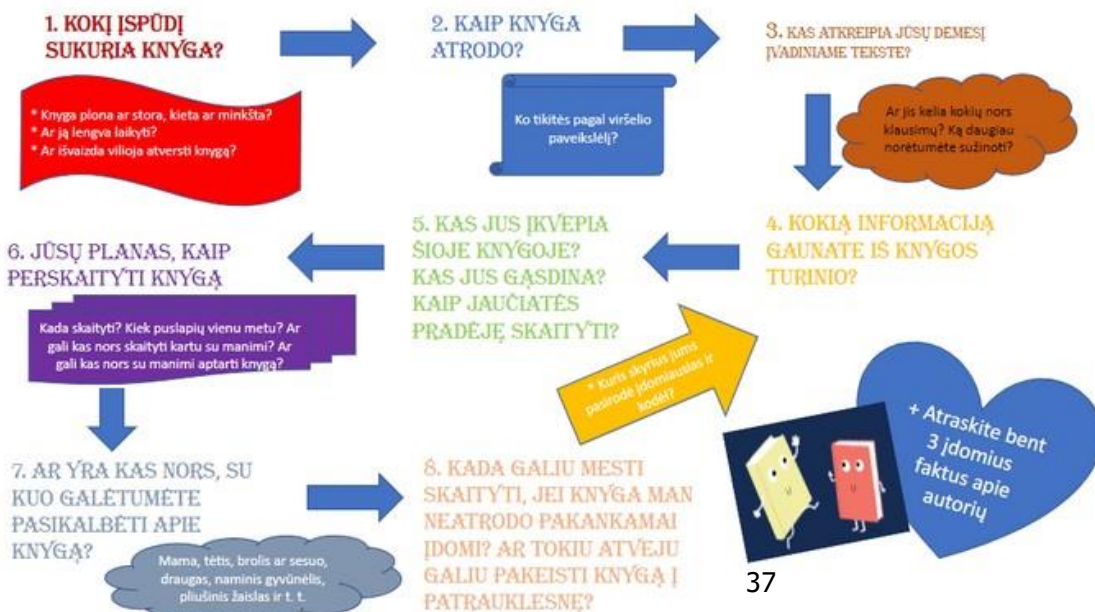 1. KOKĮ ĮSPŪDĮ
SUKURIA KNYGA?
* Knyga plona ar stora, kieta ar minkšta?
* Ar ją lengva laikyti?
* Ar išvaizda vilioja atversti knygą?
2. KAIP KNYGA
ATRODO?
Ko tikitės pagal viršelio
paveikslėlį?
3. KAS ATKREIPIA JŪSŲ DĖMESĮ
ĮVADINIAME TEKSTE?
Ar jis kelia kokių nors
klausimų? Ką daugiau
norėtumėte sužinoti?
4. KOKIĄ INFORMACIJĄ
GAUNATE IŠ KNYGOS
TURINIO?
* Kuris skyrius jums
pasirodė įdomiausias ir
kodėl?
5. KAS JUS ĮKVEPIA
ŠIOJE KNYGOJE?
KAS JUS GĄSDINA?
KAIP JAUČIATĖS
PRADĖJĘ SKAITYTI?
6. JŪSŲ PLANAS, KAIP
PERSKAITYTI KNYGĄ
Kada skaityti? Kiek puslapių vienu metu? Ar
gali kas nors skaityti kartu su manimi? Ar
gali kas nors su manimi aptarti knygą?
7. AR YRA KAS NORS, SU
KUO GALĖTUMĖTE
PASIKALBĖTI APIE
KNYGĄ?
Mama, tėtis, brolis ar sesuo,
draugas, naminis gyvūnėlis,
pliušinis žaislas ir t. t.
8. KADA GALIU MESTI
SKAITYTI, JEI KNYGA MAN
NEATRODO PAKANKAMAI
ĮDOMI? AR TOKIU ATVEJU
GALIU PAKEISTI KNYGĄ Į
PATRAUKLESNĘ?
+ Atraskite bent
3 įdomius
faktus apie
autorių
37